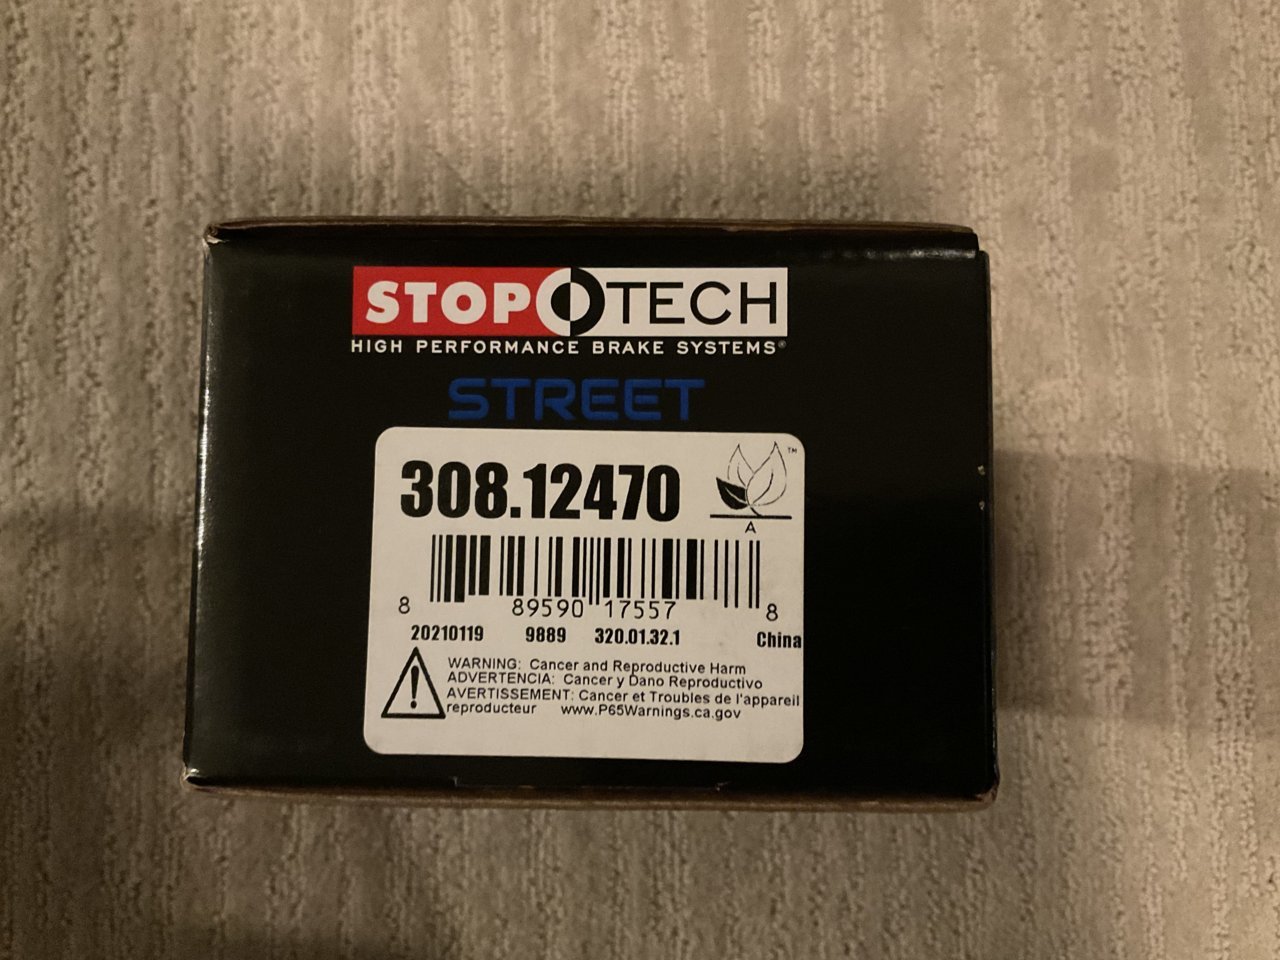 STOPTECH
HIGH PERFORMANCE BRAKE SYSTEMS®
STREET
308.12470
™
A
8 89590 17557 8
20210119 9889 320.01.32.1 China
WARNING: Cancer and Reproductive Harm
ADVERTENCIA: Cancer y Dano Reproductivo
AVERTISSEMENT: Cancer et Troubles de l'appareil
reproducteur www.P65Warnings.ca.gov